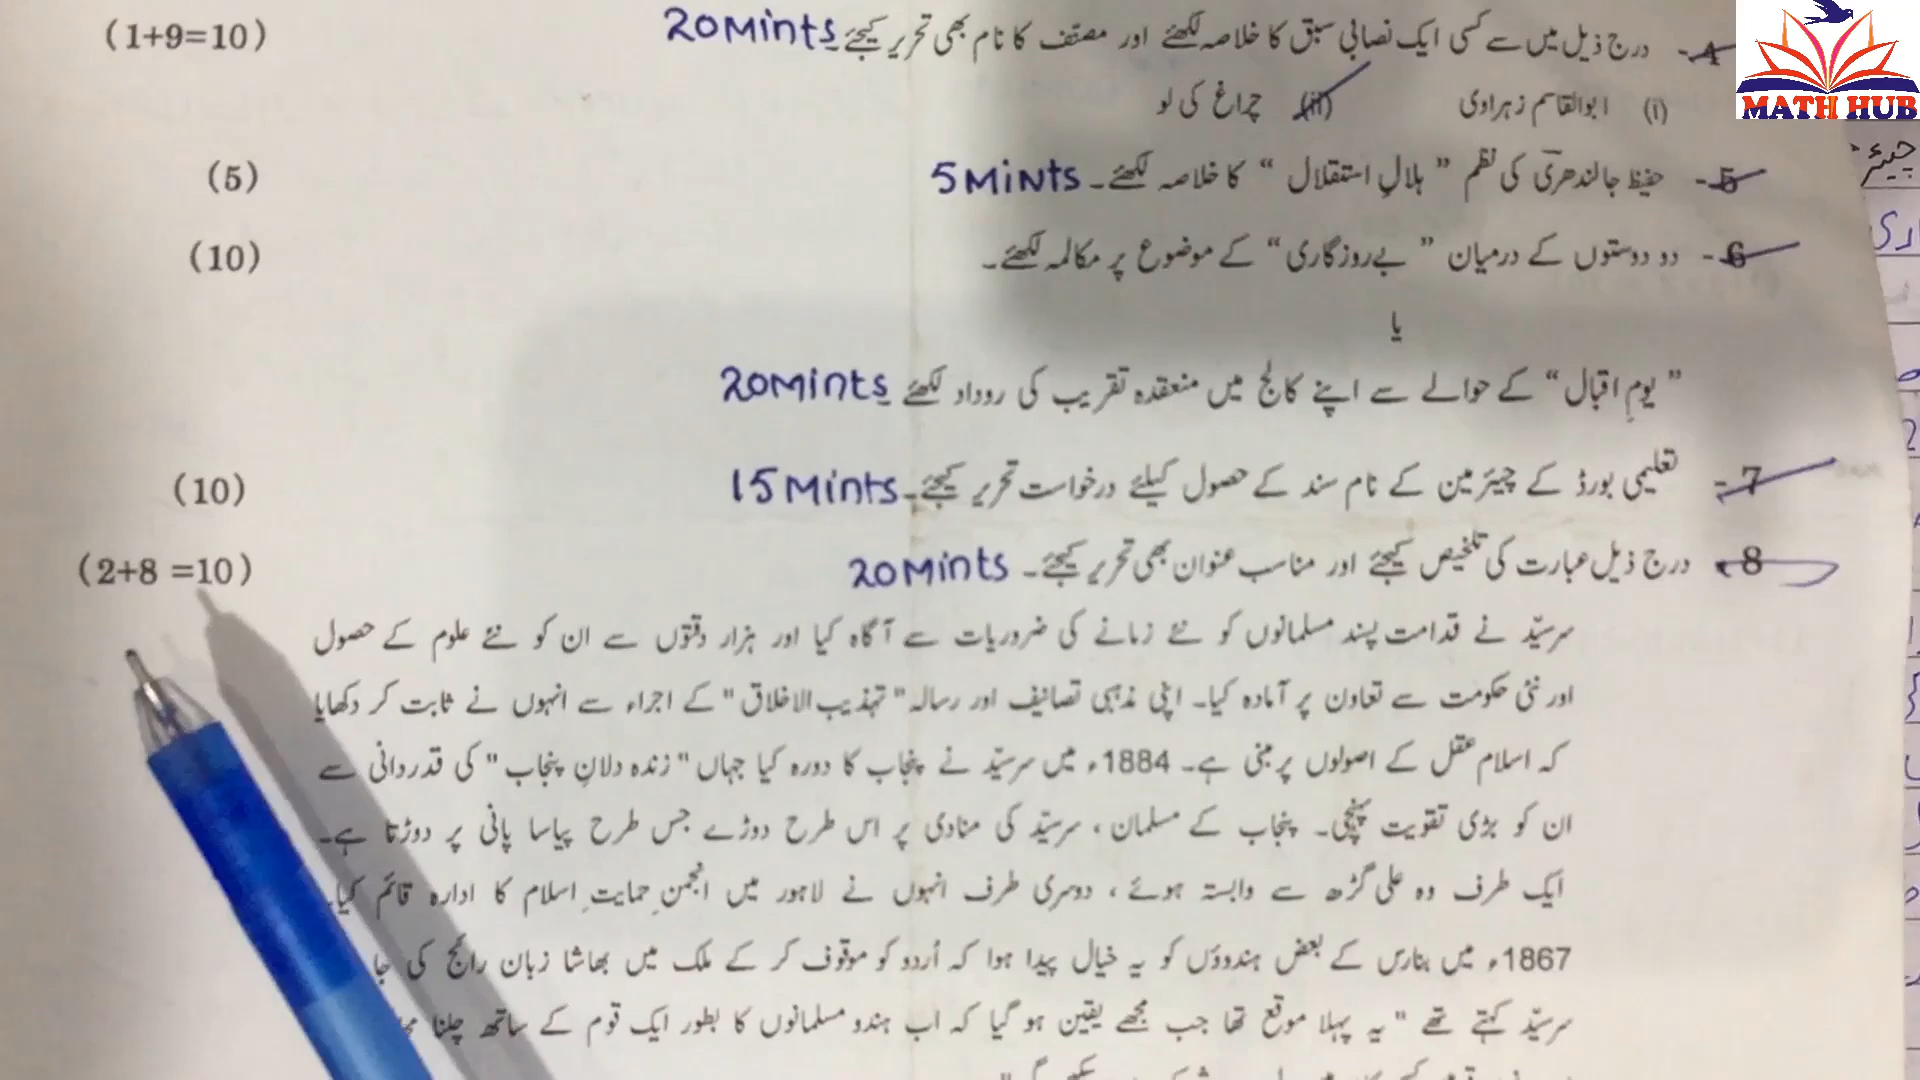 4- درج ذیل میں سے کسی ایک نصابی سبق کا خلاصہ لکھئے اور مصنف کا نام بھی تحریر کیجئے 20Mints (1+9=10)
(i) ابوالقاسم زہراوی (ii) چراغ کی لو
5- حفیظ جالندھری کی نظم " ہلالِ استقلال " کا خلاصہ لکھئے۔ 5MiNts (5)
6- دو دوستوں کے درمیان " بے روزگاری " کے موضوع پر مکالمہ لکھئے۔ (10)
یا
" یومِ اقبال " کے حوالے سے اپنے کالج میں منعقدہ تقریب کی روداد لکھئے 20Mints
7- تعلیمی بورڈ کے چیئرمین کے نام سند کے حصول کیلئے درخواست تحریر کیجئے۔ 15Mints (10)
8- درج ذیل عبارت کی تلخیص کیجئے اور مناسب عنوان بھی تحریر کیجئے۔ 20Mints (2+8 =10)
سرسیّد نے قدامت پسند مسلمانوں کو نئے زمانے کی ضروریات سے آگاہ کیا اور ہزار دقتوں سے ان کو نئے علوم کے حصول
اور نئی حکومت سے تعاون پر آمادہ کیا۔ اپنی مذہبی تصانیف اور رسالہ " تہذیب الاخلاق " کے اجراء سے انہوں نے ثابت کر دکھایا
کہ اسلام عقل کے اصولوں پر مبنی ہے۔ 1884ء میں سرسیّد نے پنجاب کا دورہ کیا جہاں " زندہ دلانِ پنجاب " کی قدردانی سے
ان کو بڑی تقویت پہنچی۔ پنجاب کے مسلمان ، سرسیّد کی منادی پر اس طرح دوڑے جس طرح پیاسا پانی پر دوڑتا ہے۔
ایک طرف وہ علی گڑھ سے وابستہ ہوئے ، دوسری طرف انہوں نے لاہور میں انجمنِ حمایتِ اسلام کا ادارہ قائم کیا۔
1867ء میں بنارس کے بعض ہندوؤں کو یہ خیال پیدا ہوا کہ اُردو کو موقوف کر کے ملک میں بھاشا زبان رائج کی
سرسیّد کہتے تھے " یہ پہلا موقع تھا جب مجھے یقین ہو گیا کہ اب ہندو مسلمانوں کا بطور ایک قوم کے ساتھ چلنا
MATH HUB